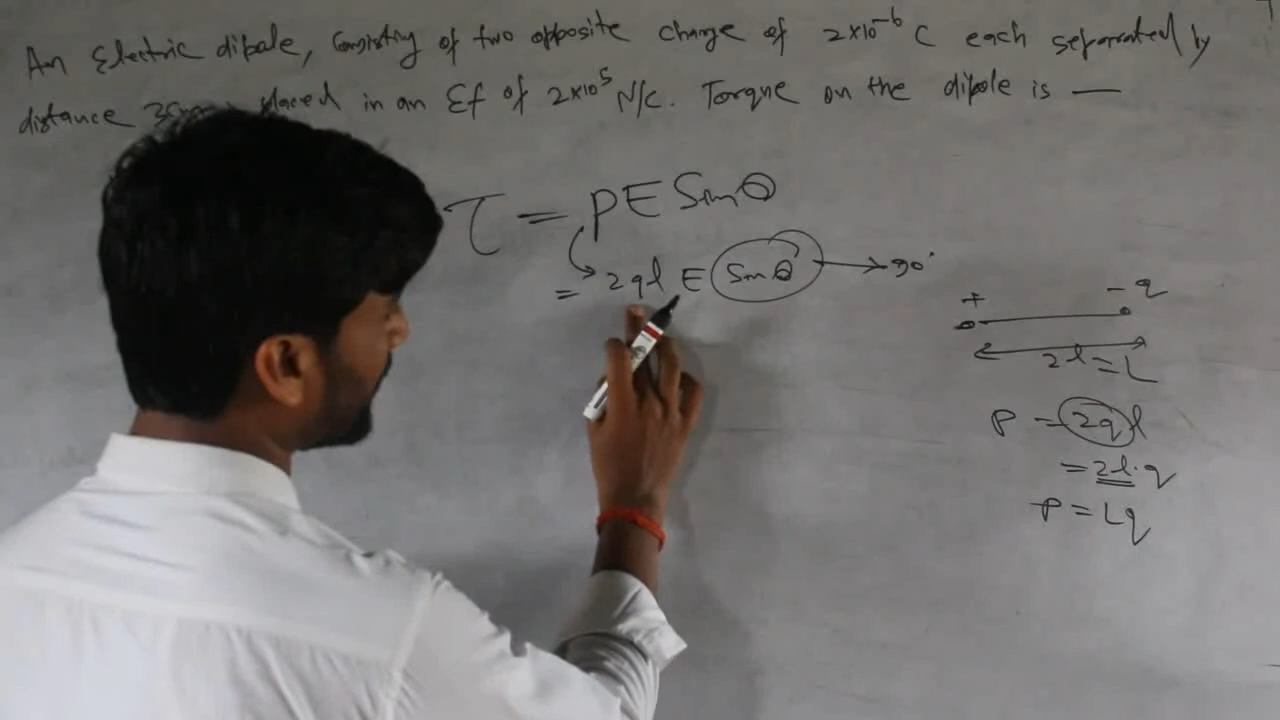 An Electric dipole, Consisting of two opposite charge of 2×10⁻⁶ C each separated by
distance placed in an Ef of 2×10⁵ N/C. Torque on the dipole is —
τ = PE Sinθ
= 2ql E Sinθ → 90°
+ - q
2l = L
P = 2ql
= 2l.q
P = Lq